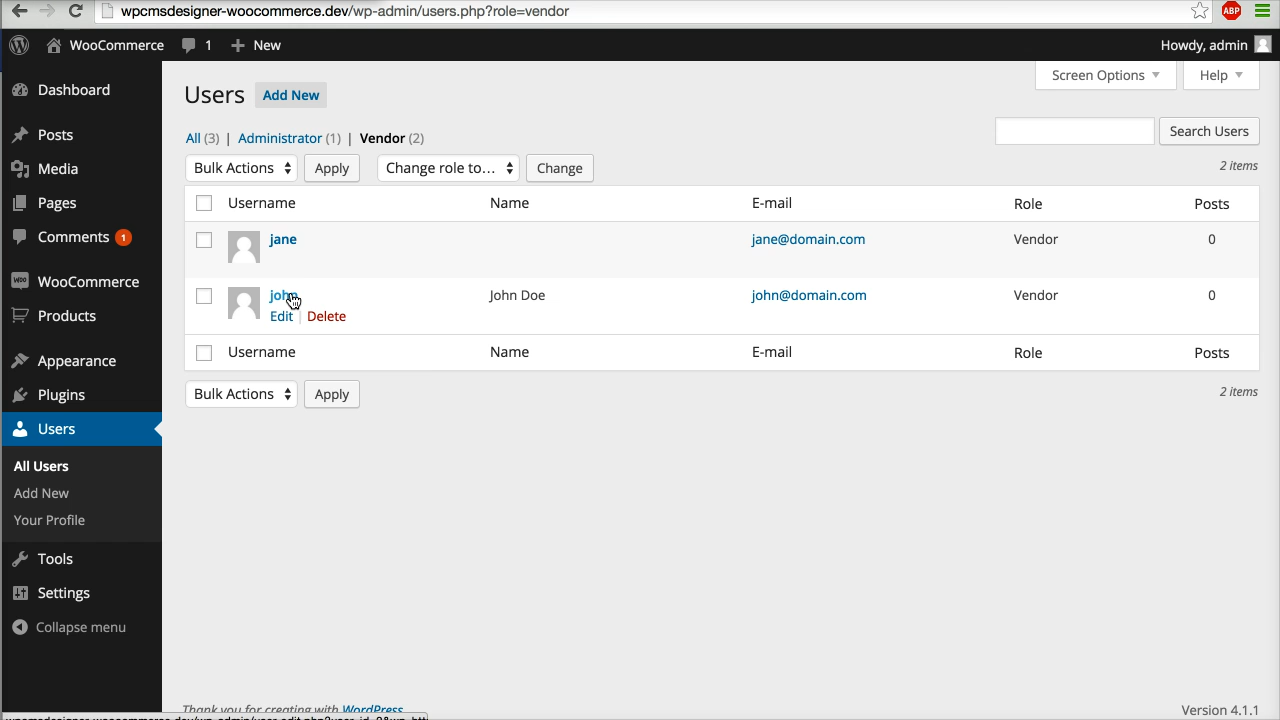 wpcmsdesigner-woocommerce.dev/wp-admin/users.php?role=vendor
ABP
WooCommerce 1 + New
Howdy, admin
Dashboard
Posts
Media
Pages
Comments 1
WooCommerce
Products
Appearance
Plugins
Users
All Users
Add New
Your Profile
Tools
Settings
Collapse menu
Screen Options Help
Users Add New
All (3) | Administrator (1) | Vendor (2)
Search Users
Bulk Actions Apply Change role to... Change
2 items
Username Name E-mail Role Posts
jane jane@domain.com Vendor 0
john John Doe john@domain.com Vendor 0
Edit | Delete
Username Name E-mail Role Posts
Bulk Actions Apply
2 items
Thank you for creating with WordPress
Version 4.1.1